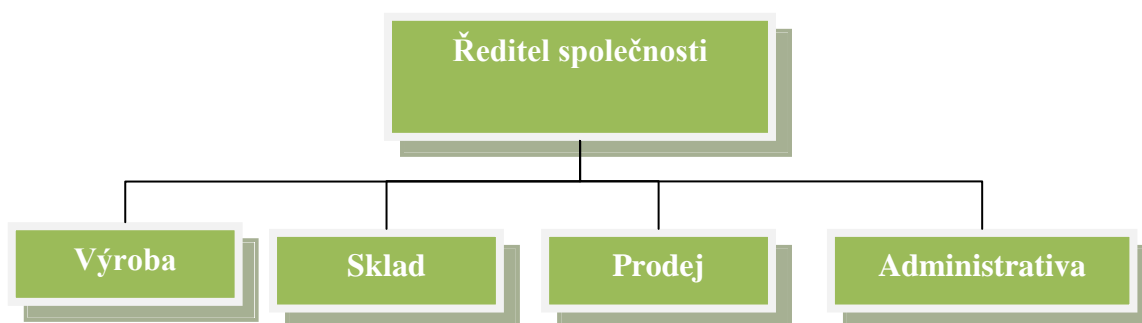 Ředitel společnosti
Výroba
Sklad
Prodej
Administrativa